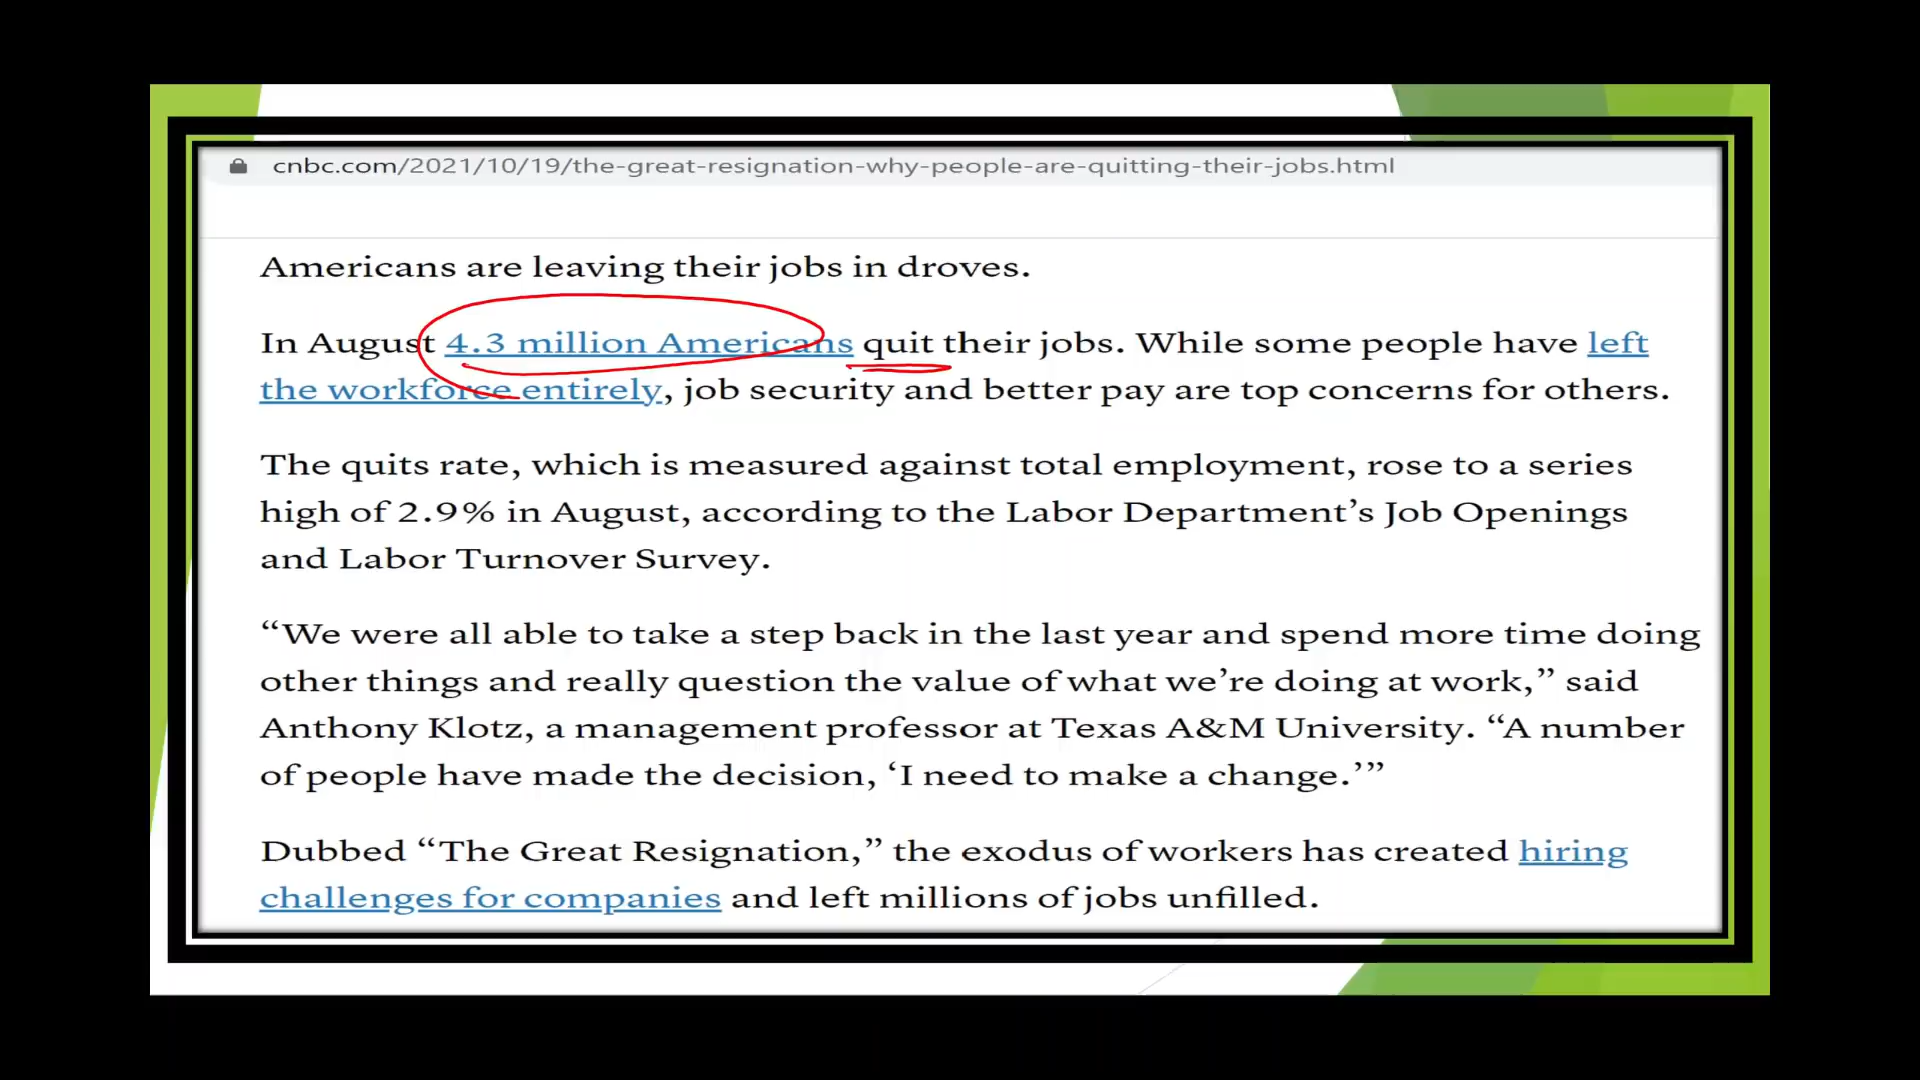 cnbc.com/2021/10/19/the-great-resignation-why-people-are-quitting-their-jobs.html
Americans are leaving their jobs in droves.
In August 4.3 million Americans quit their jobs. While some people have left
the workforce entirely, job security and better pay are top concerns for others.
The quits rate, which is measured against total employment, rose to a series
high of 2.9% in August, according to the Labor Department’s Job Openings
and Labor Turnover Survey.
“We were all able to take a step back in the last year and spend more time doing
other things and really question the value of what we’re doing at work,” said
Anthony Klotz, a management professor at Texas A&M University. “A number
of people have made the decision, ‘I need to make a change.’”
Dubbed “The Great Resignation,” the exodus of workers has created hiring
challenges for companies and left millions of jobs unfilled.